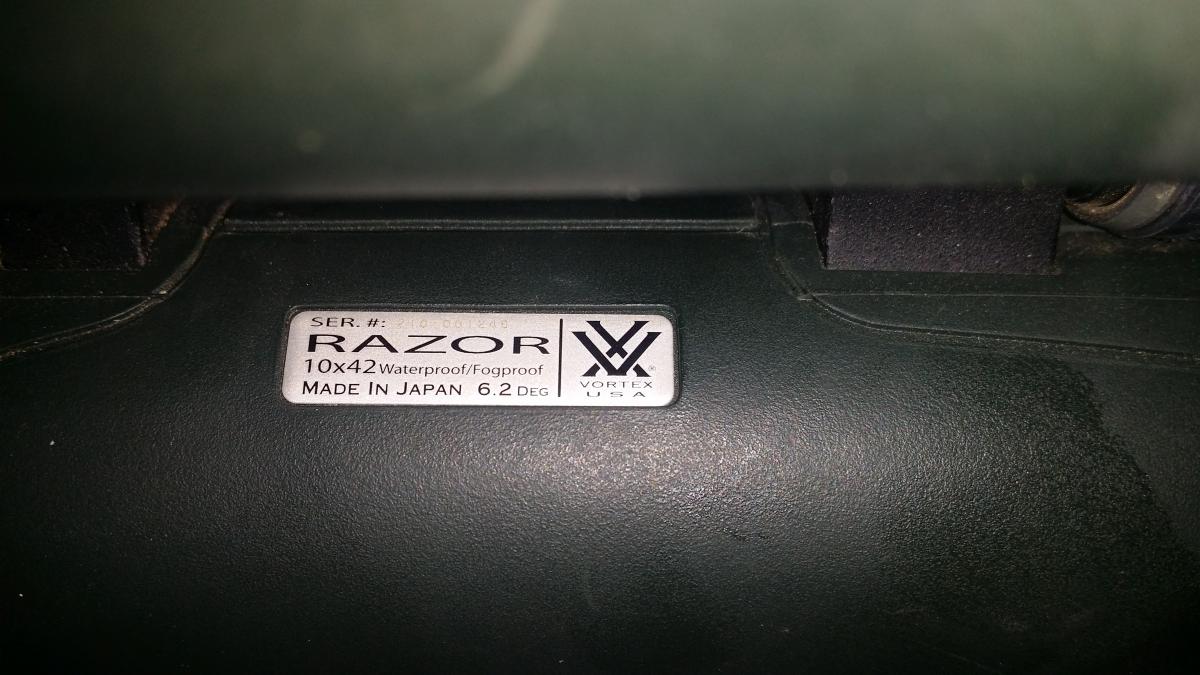 SER. #:
RAZOR
10x42 Waterproof/Fogproof
MADE IN JAPAN 6.2 DEG
®
VORTEX
USA